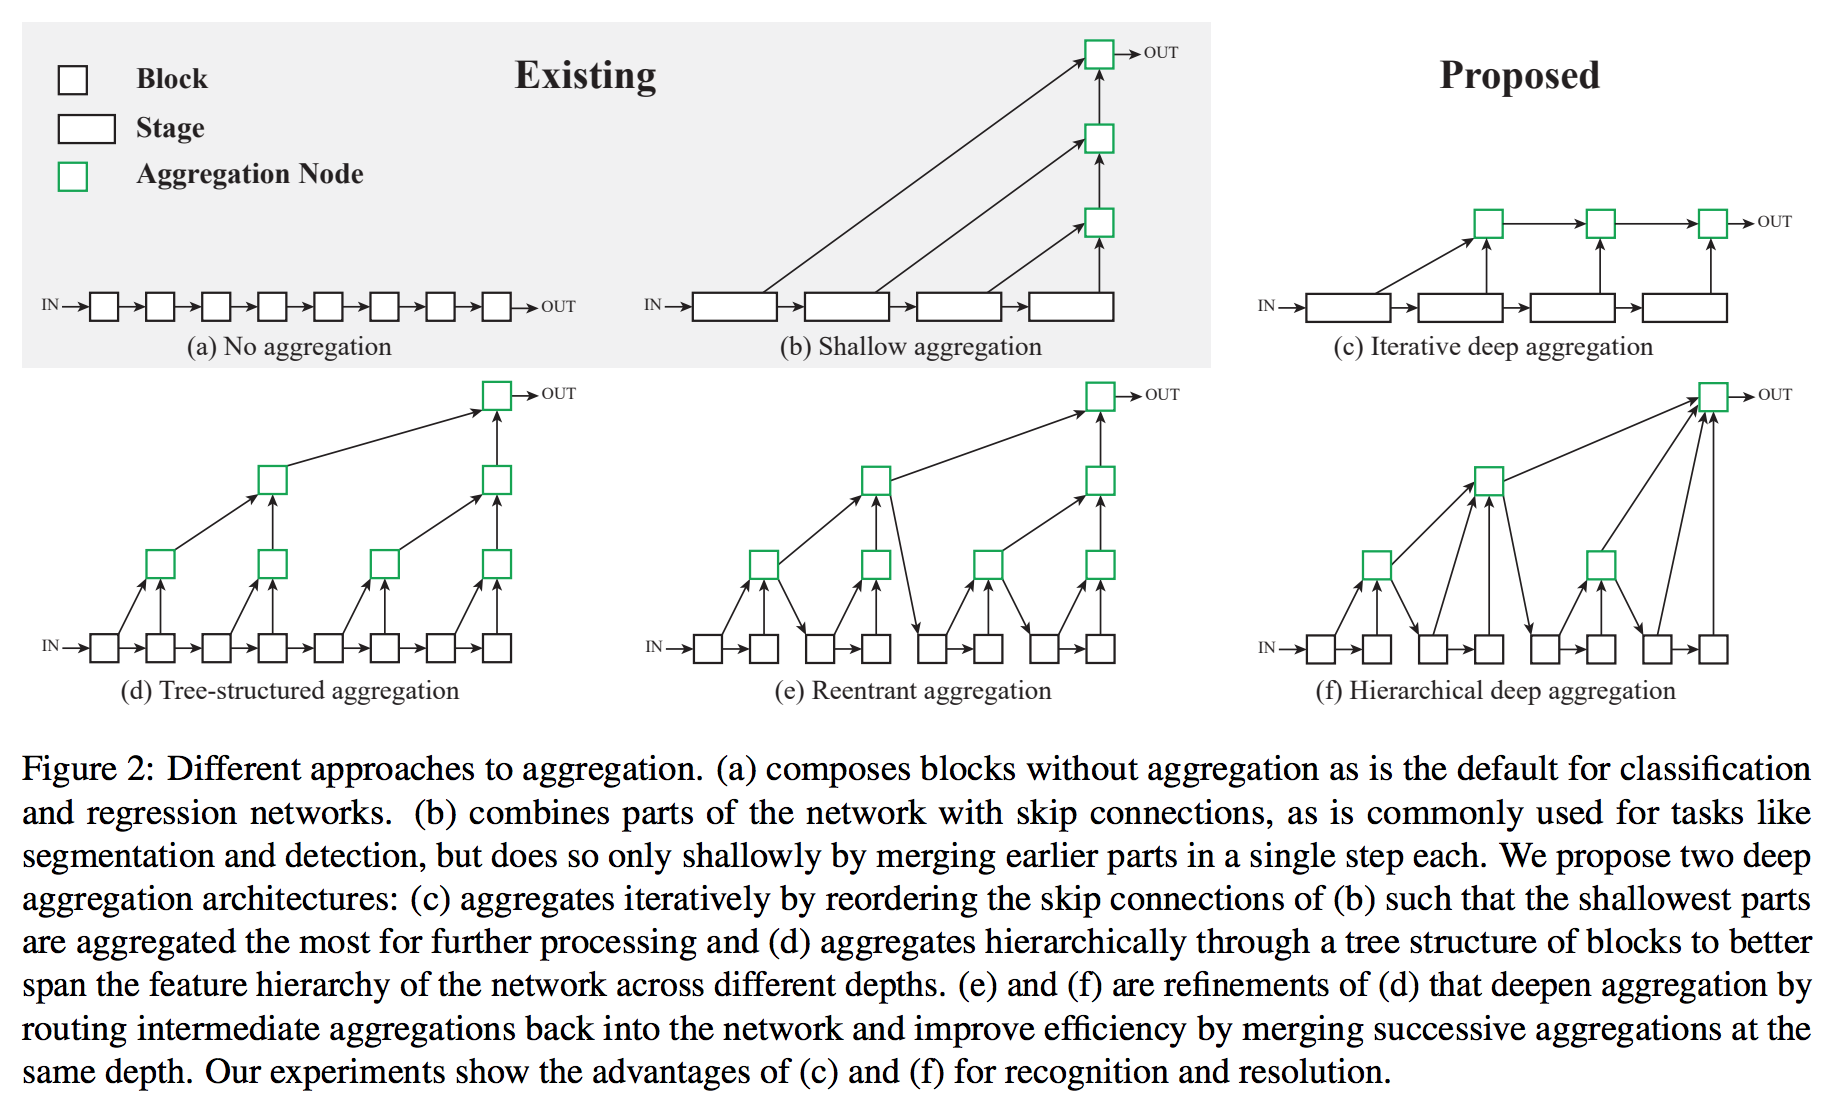 Existing
Proposed
Block
Stage
Aggregation Node
OUT
IN
OUT
(a) No aggregation
IN
(b) Shallow aggregation
OUT
IN
(c) Iterative deep aggregation
OUT
IN
(d) Tree-structured aggregation
OUT
IN
(e) Reentrant aggregation
OUT
IN
(f) Hierarchical deep aggregation
Figure 2: Different approaches to aggregation. (a) composes blocks without aggregation as is the default for classification
and regression networks. (b) combines parts of the network with skip connections, as is commonly used for tasks like
segmentation and detection, but does so only shallowly by merging earlier parts in a single step each. We propose two deep
aggregation architectures: (c) aggregates iteratively by reordering the skip connections of (b) such that the shallowest parts
are aggregated the most for further processing and (d) aggregates hierarchically through a tree structure of blocks to better
span the feature hierarchy of the network across different depths. (e) and (f) are refinements of (d) that deepen aggregation by
routing intermediate aggregations back into the network and improve efficiency by merging successive aggregations at the
same depth. Our experiments show the advantages of (c) and (f) for recognition and resolution.